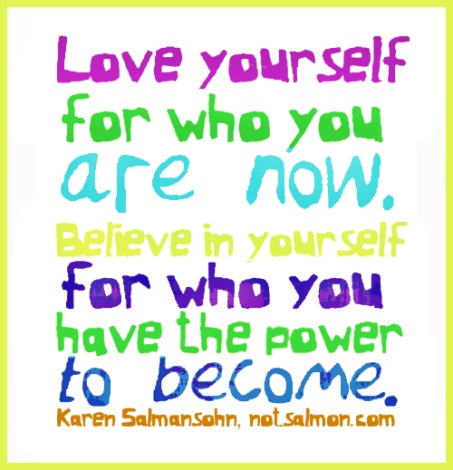 Love yourself
for who you
are now.
Believe in yourself
for who you
have the power
to become.
Karen Salmansohn, notsalmon.com